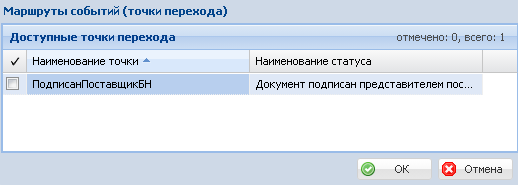 Маршруты событий (точки перехода)
Доступные точки перехода отмечено: 0, всего: 1
Наименование точки Наименование статуса
ПодписанПоставщикБН Документ подписан представителем пос...
ОК Отмена